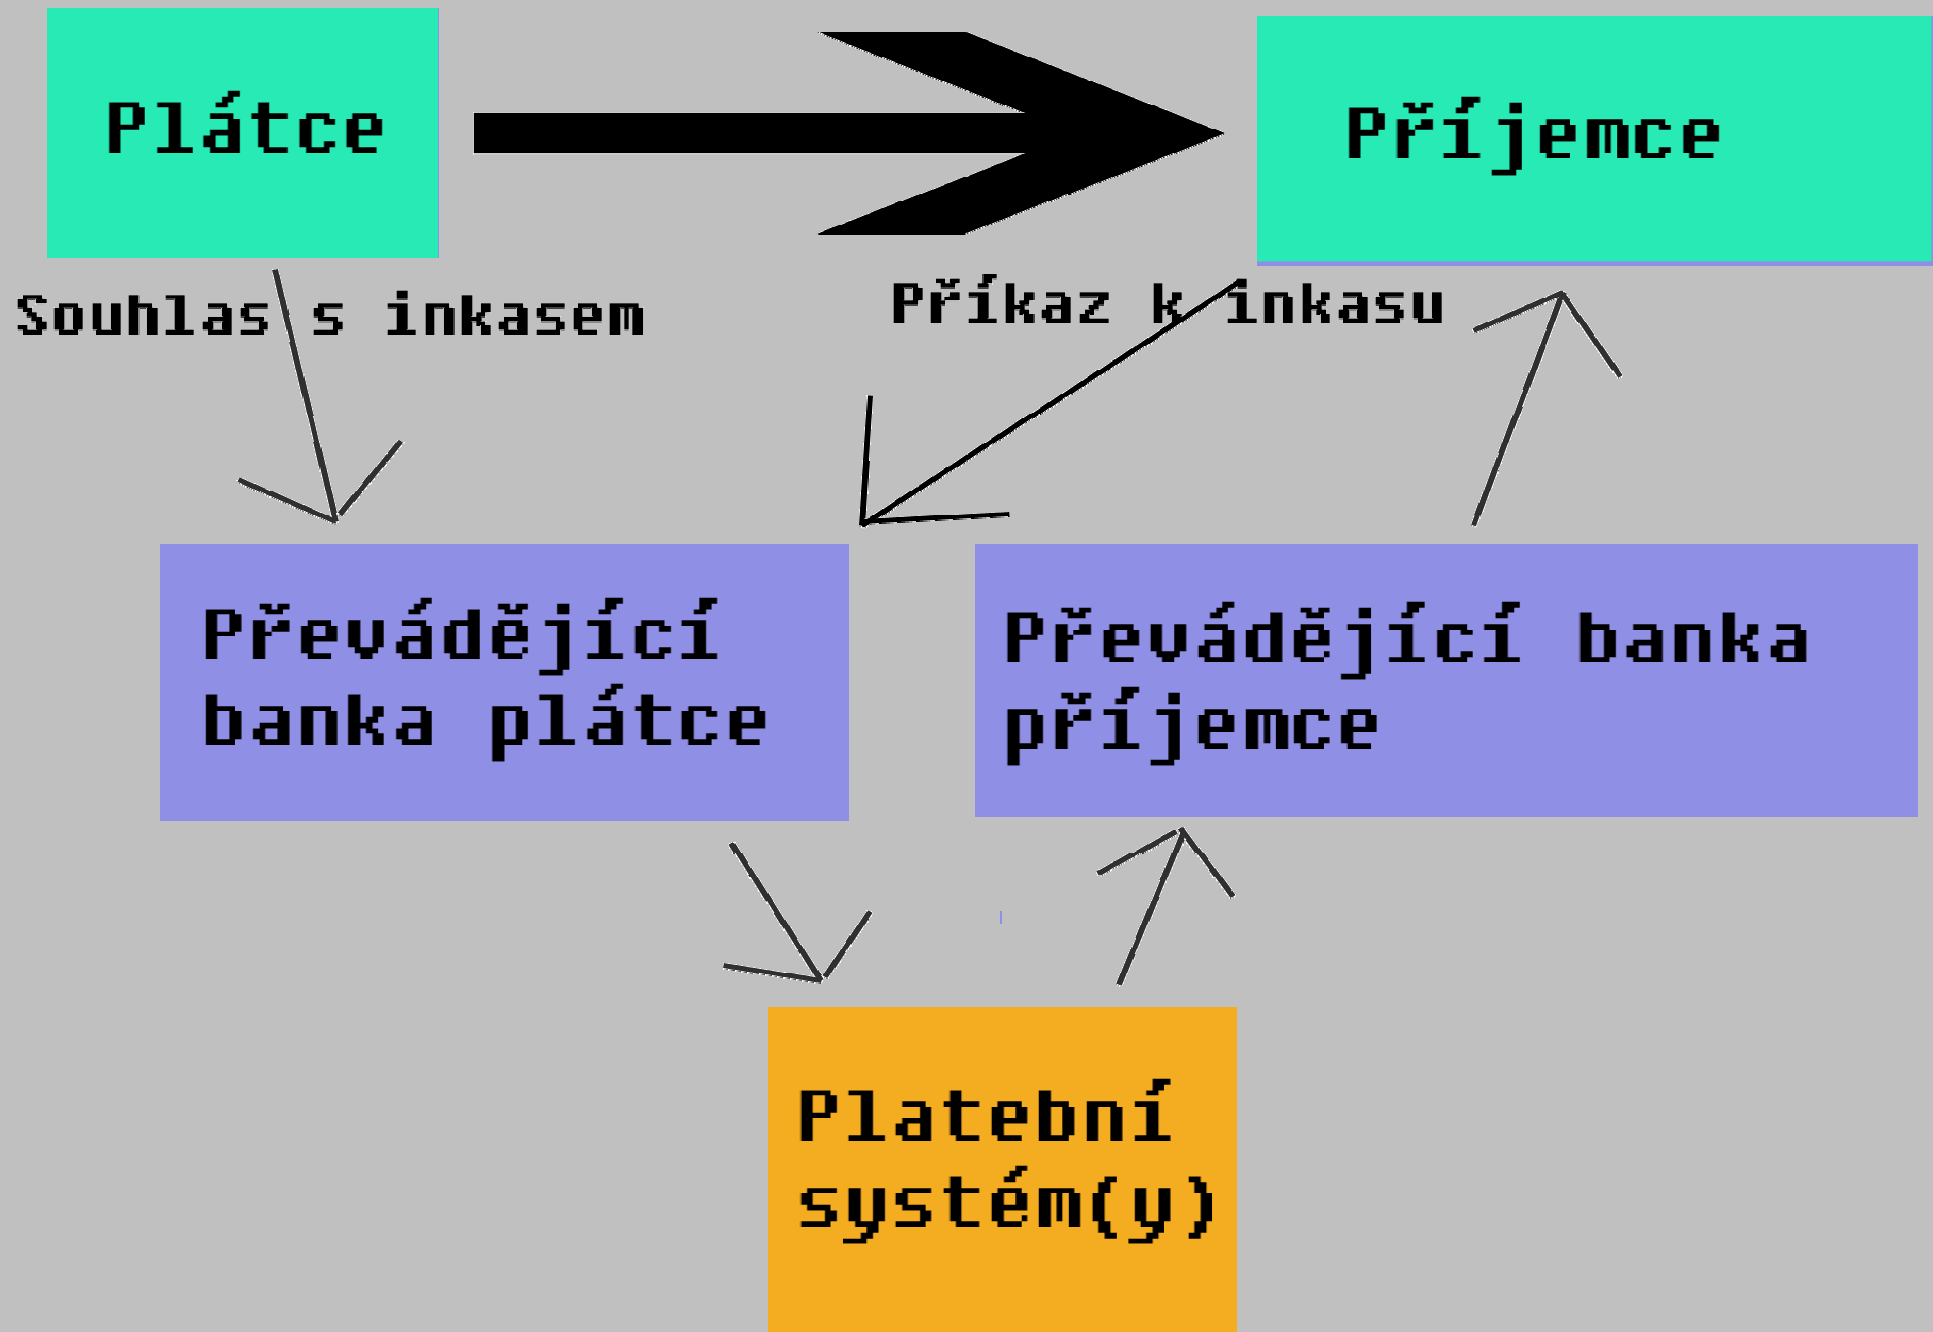 Plátce
Příjemce
Souhlas s inkasem
Příkaz k inkasu
Převádějící
banka plátce
Převádějící banka
příjemce
Platební
systém(y)